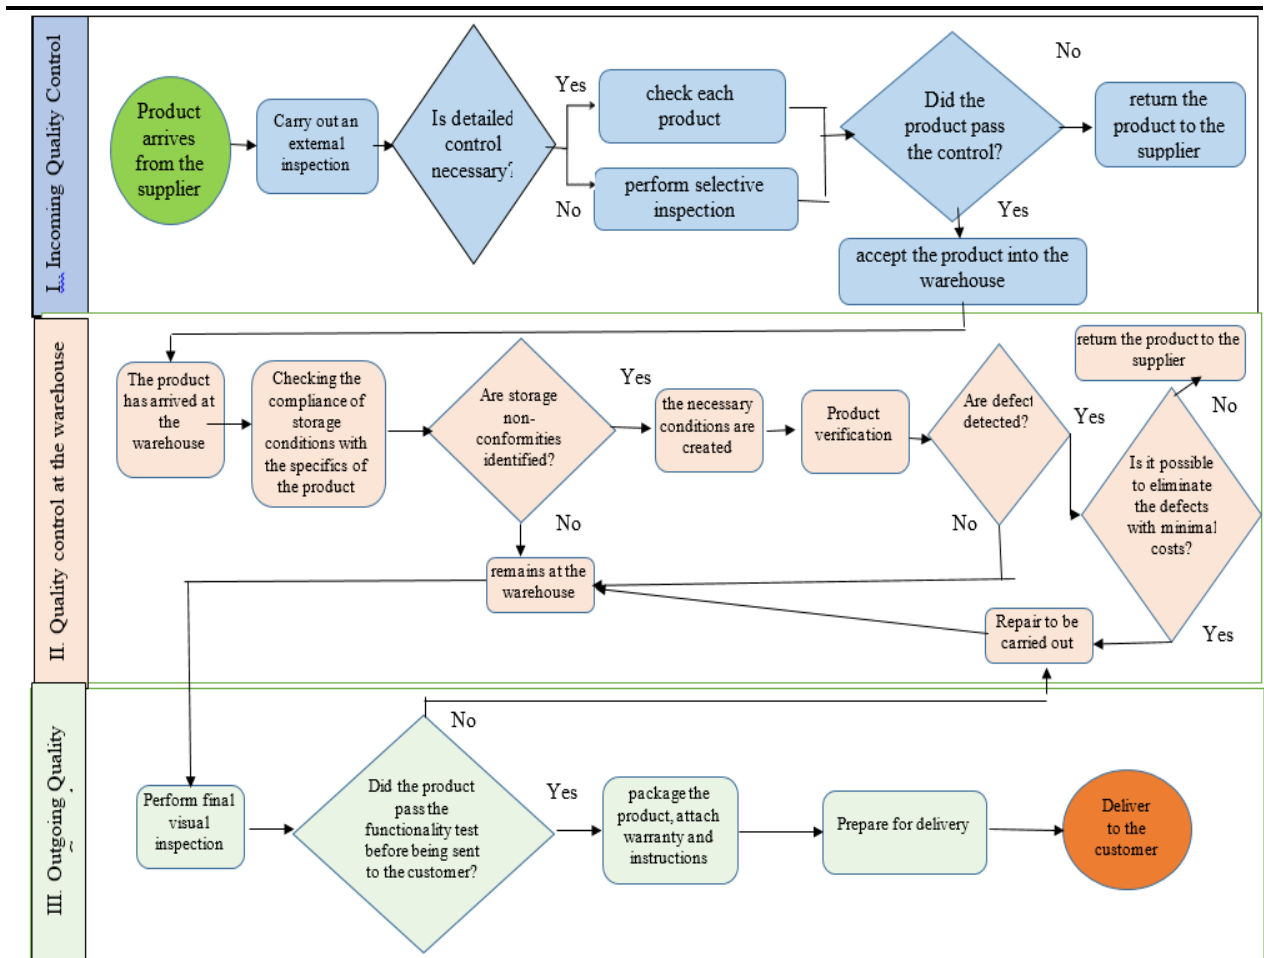 I. Incoming Quality Control
Product
arrives
from the
supplier
Carry out an
external
inspection
Is detailed
control
necessary?
Yes
No
check each
product
perform selective
inspection
Did the
product pass
the control?
No
Yes
return the
product to the
supplier
accept the product into the
warehouse
II. Quality control at the warehouse
The product
has arrived at
the
warehouse
Checking the
compliance of
storage
conditions with
the specifics of
the product
Are storage
non-
conformities
identified?
Yes
No
the necessary
conditions are
created
Product
verification
Are defect
detected?
Yes
No
return the product to the
supplier
No
Is it possible
to eliminate
the defects
with minimal
costs?
Yes
remains at the
warehouse
Repair to be
carried out
III. Outgoing Quality
Perform final
visual
inspection
No
Did the product
pass the
functionality test
before being sent
to the customer?
Yes
package the
product, attach
warranty and
instructions
Prepare for delivery
Deliver
to the
customer